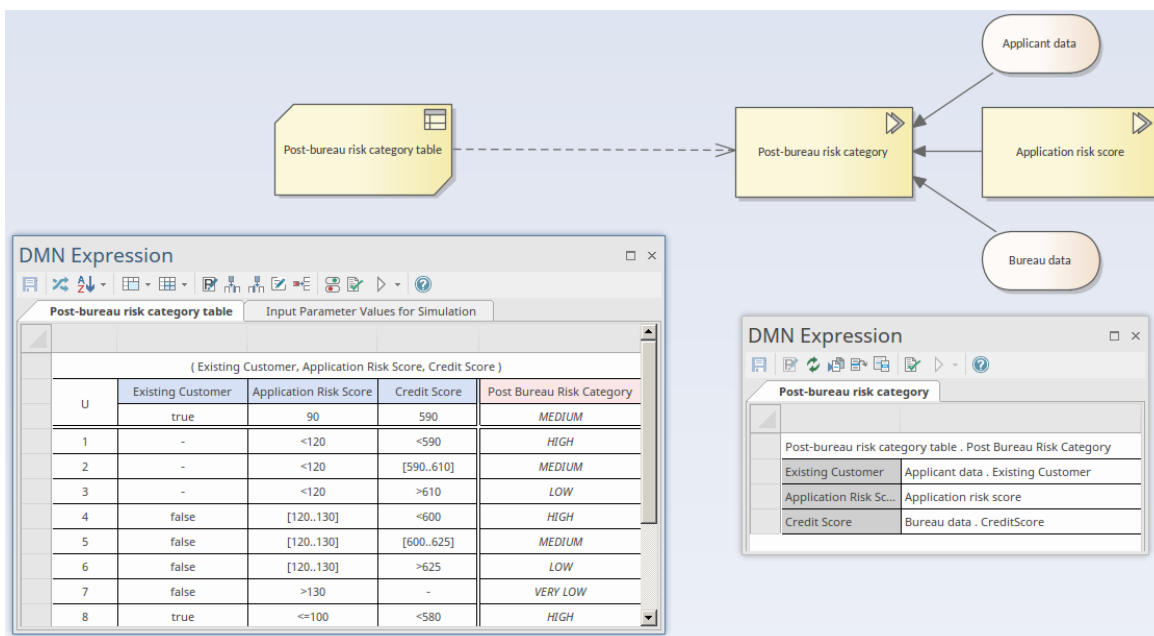 Applicant data
Post-bureau risk category table
Post-bureau risk category
Application risk score
Bureau data
DMN Expression
Post-bureau risk category table Input Parameter Values for Simulation
( Existing Customer, Application Risk Score, Credit Score )
U Existing Customer Application Risk Score Credit Score Post Bureau Risk Category
true 90 590 MEDIUM
1 - <120 <590 HIGH
2 - <120 [590..610] MEDIUM
3 - <120 >610 LOW
4 false [120..130] <600 HIGH
5 false [120..130] [600..625] MEDIUM
6 false [120..130] >625 LOW
7 false >130 - VERY LOW
8 true <=100 <580 HIGH
DMN Expression
Post-bureau risk category
Post-bureau risk category table . Post Bureau Risk Category
Existing Customer Applicant data . Existing Customer
Application Risk Sc... Application risk score
Credit Score Bureau data . CreditScore